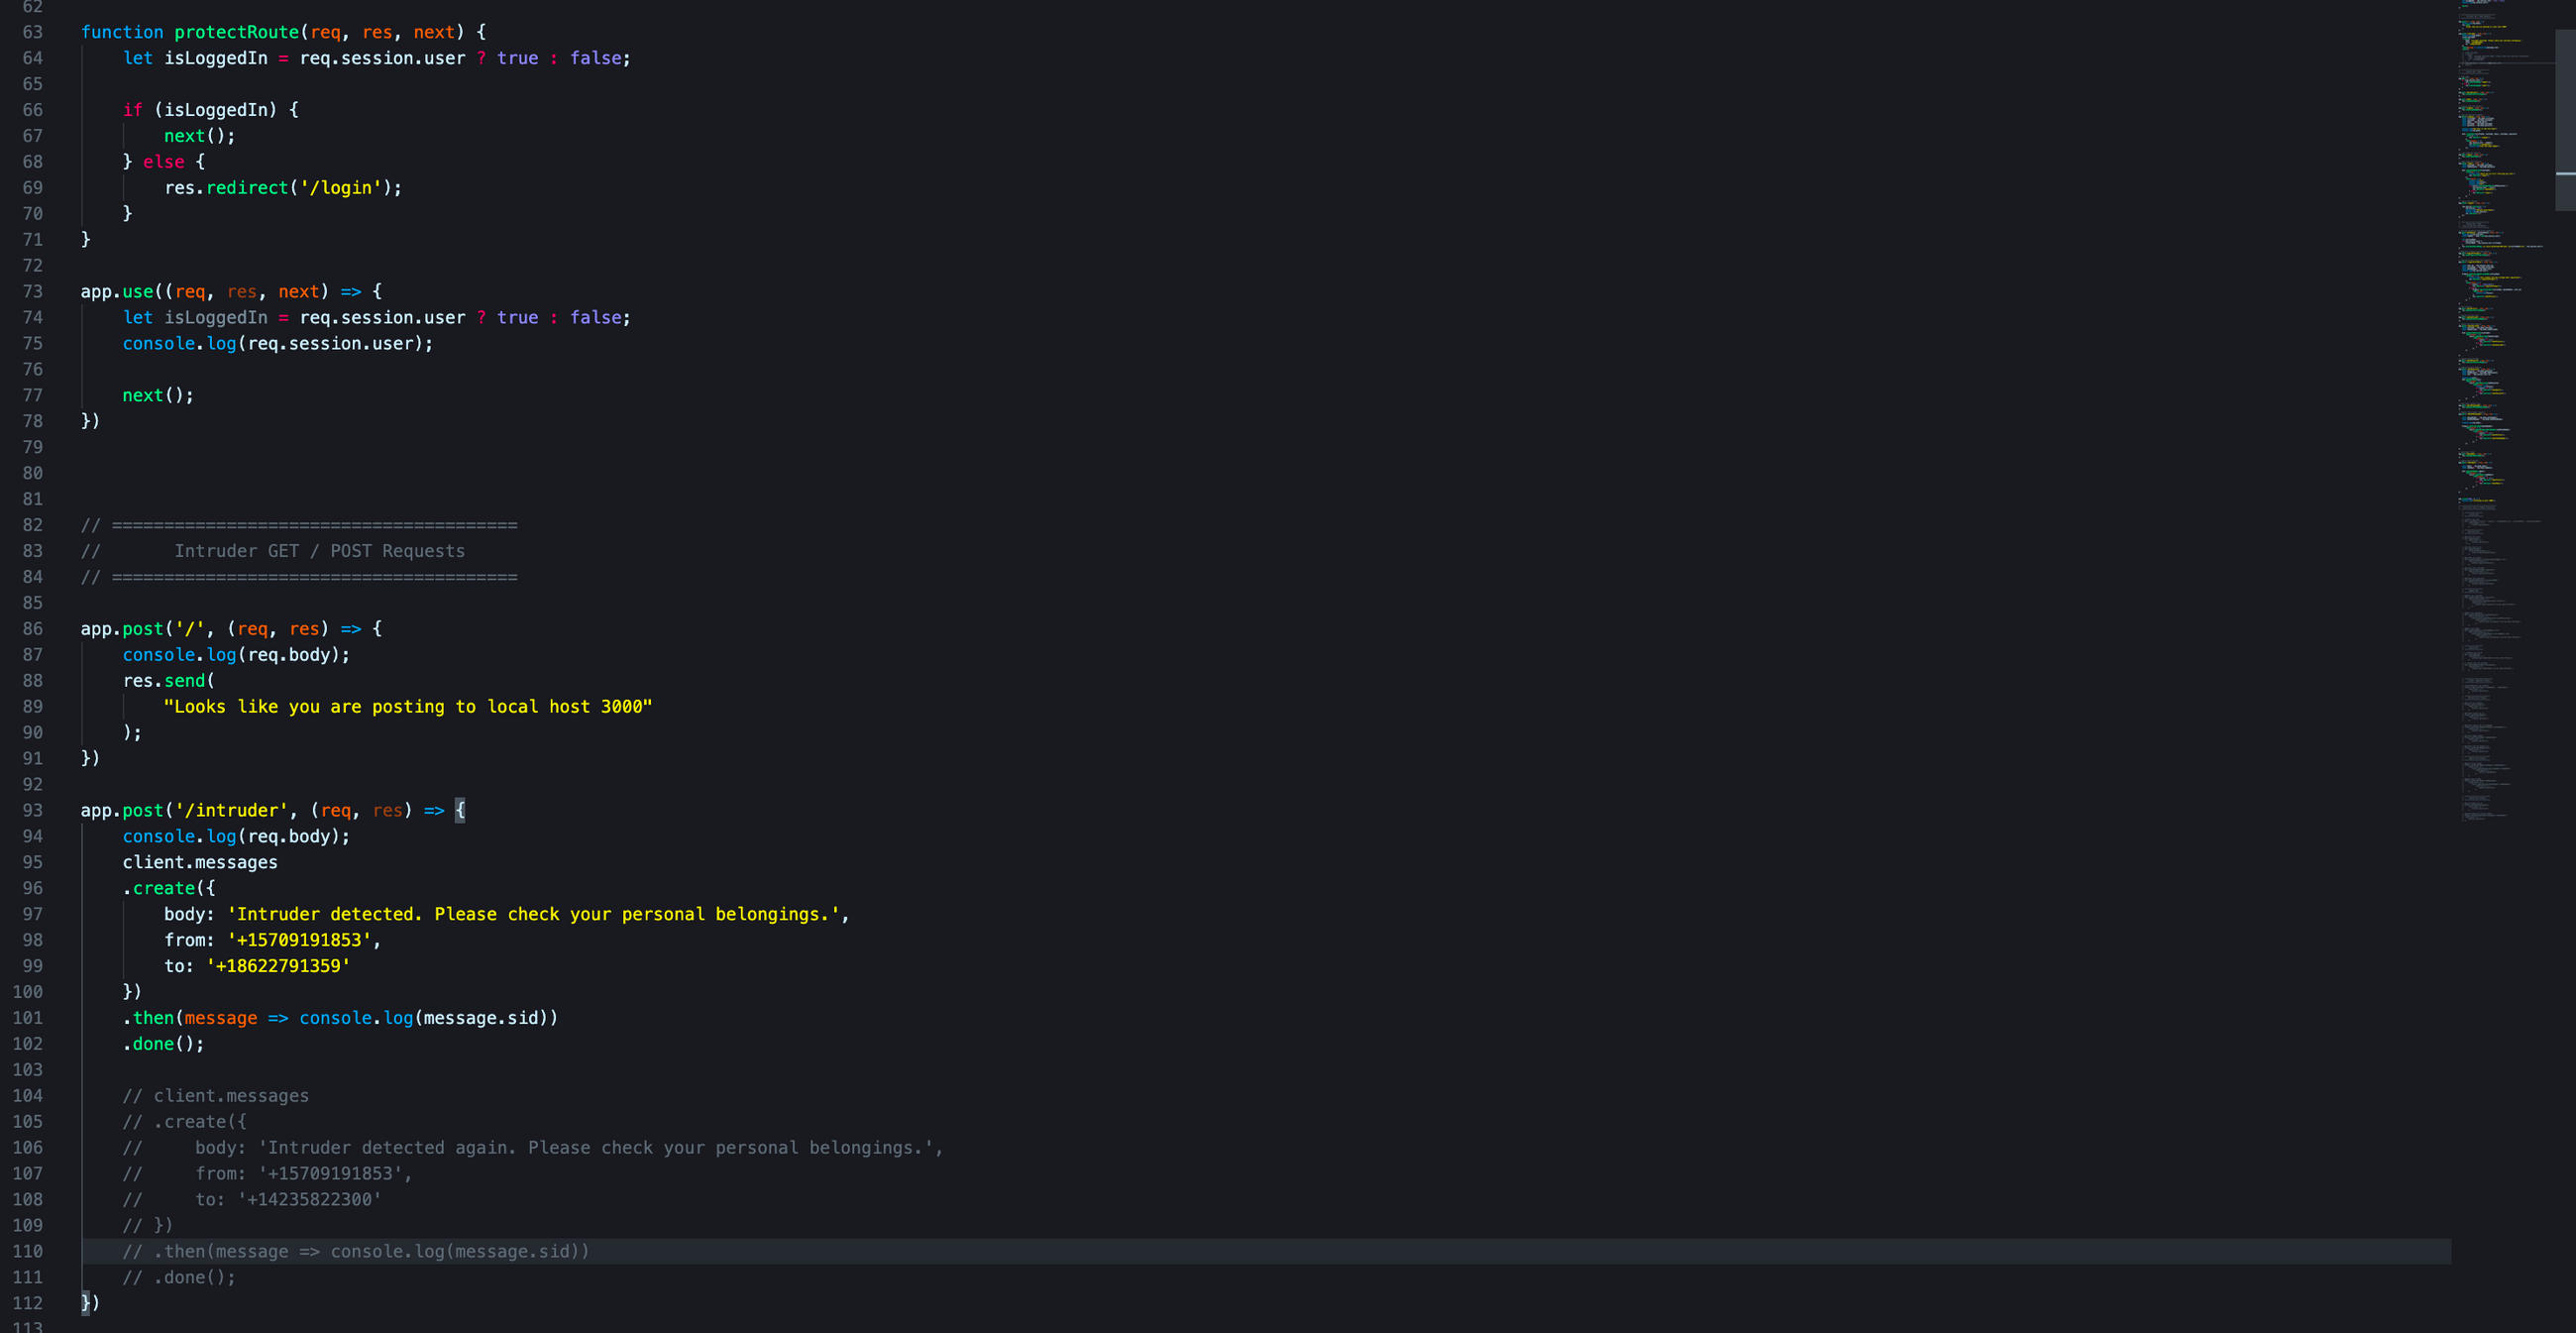 62
63 function protectRoute(req, res, next) {
64     let isLoggedIn = req.session.user ? true : false;
65
66     if (isLoggedIn) {
67         next();
68     } else {
69         res.redirect('/login');
70     }
71 }
72
73 app.use((req, res, next) => {
74     let isLoggedIn = req.session.user ? true : false;
75     console.log(req.session.user);
76
77     next();
78 })
79
80
81
82 // =======================================
83 //       Intruder GET / POST Requests
84 // =======================================
85
86 app.post('/', (req, res) => {
87     console.log(req.body);
88     res.send(
89         "Looks like you are posting to local host 3000"
90     );
91 })
92
93 app.post('/intruder', (req, res) => {
94     console.log(req.body);
95     client.messages
96     .create({
97         body: 'Intruder detected. Please check your personal belongings.',
98         from: '+15709191853',
99         to: '+18622791359'
100     })
101     .then(message => console.log(message.sid))
102     .done();
103
104     // client.messages
105     // .create({
106     //     body: 'Intruder detected again. Please check your personal belongings.',
107     //     from: '+15709191853',
108     //     to: '+14235822300'
109     // })
110     // .then(message => console.log(message.sid))
111     // .done();
112 })
113